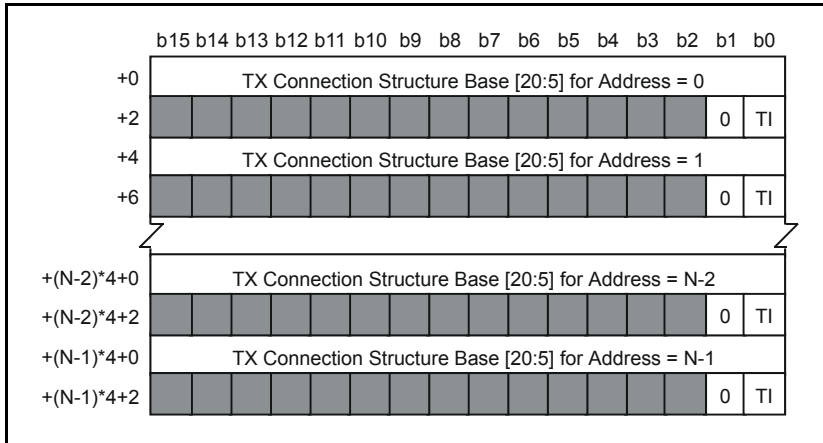 b15 b14 b13 b12 b11 b10 b9 b8 b7 b6 b5 b4 b3 b2 b1 b0
+0 TX Connection Structure Base [20:5] for Address = 0
+2 0 TI
+4 TX Connection Structure Base [20:5] for Address = 1
+6 0 TI
+(N-2)*4+0 TX Connection Structure Base [20:5] for Address = N-2
+(N-2)*4+2 0 TI
+(N-1)*4+0 TX Connection Structure Base [20:5] for Address = N-1
+(N-1)*4+2 0 TI